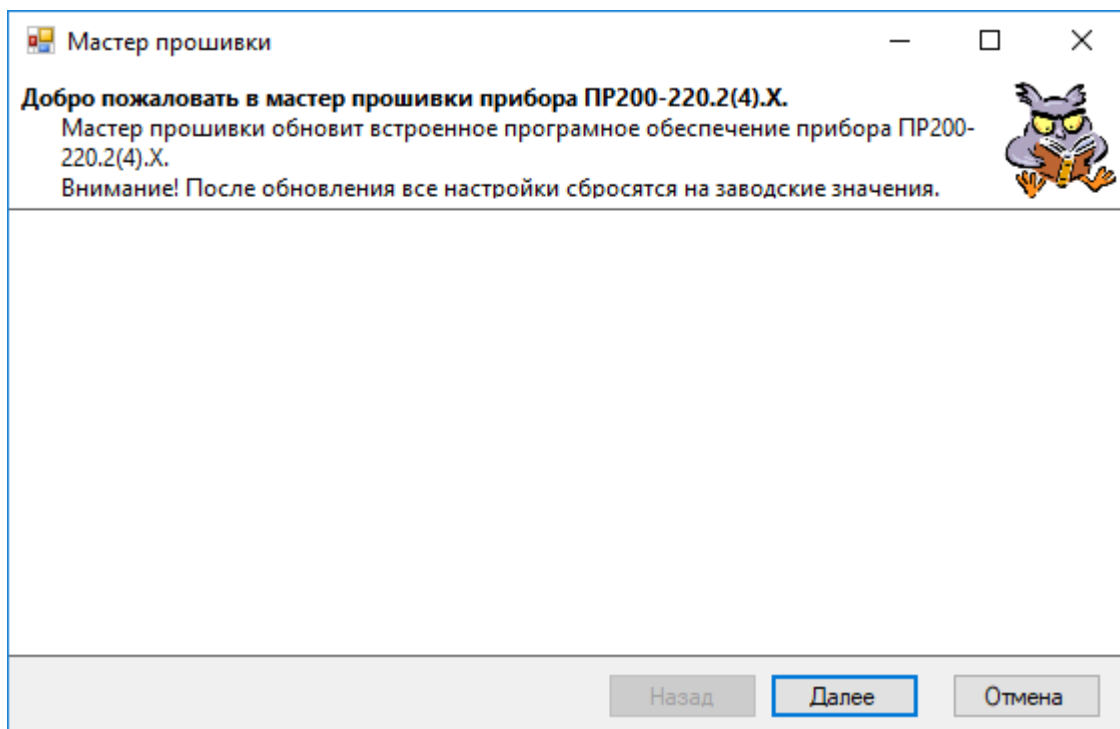 Мастер прошивки
Добро пожаловать в мастер прошивки прибора ПР200-220.2(4).X.
Мастер прошивки обновит встроенное програмное обеспечение прибора ПР200-
220.2(4).X.
Внимание! После обновления все настройки сбросятся на заводские значения.
Назад Далее Отмена